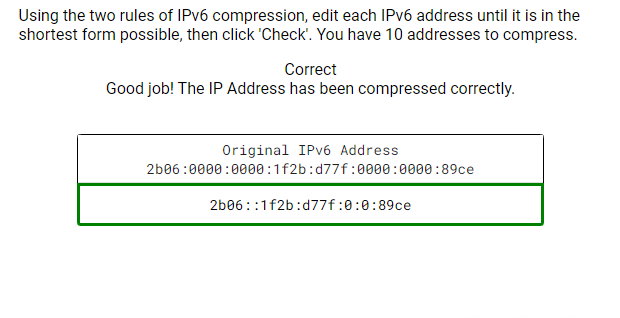 Using the two rules of IPv6 compression, edit each IPv6 address until it is in the
shortest form possible, then click 'Check'. You have 10 addresses to compress.
Correct
Good job! The IP Address has been compressed correctly.
Original IPv6 Address
2b06:0000:0000:1f2b:d77f:0000:0000:89ce
2b06::1f2b:d77f:0:0:89ce